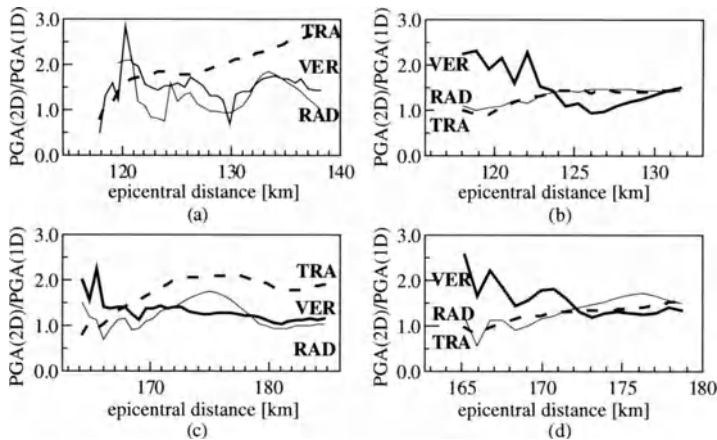 PGA(2D)/PGA(1D)
3.0
2.0
1.0
0.0
TRA
VER
RAD
120
130
140
epicentral distance [km]
(a)
PGA(2D)/PGA(1D)
3.0
2.0
1.0
0.0
VER
RAD
TRA
120
125
130
epicentral distance [km]
(b)
PGA(2D)/PGA(1D)
3.0
2.0
1.0
0.0
TRA
VER
RAD
170
180
epicentral distance [km]
(c)
PGA(2D)/PGA(1D)
3.0
2.0
1.0
0.0
VER
RAD
TRA
165
170
175
180
epicentral distance [km]
(d)